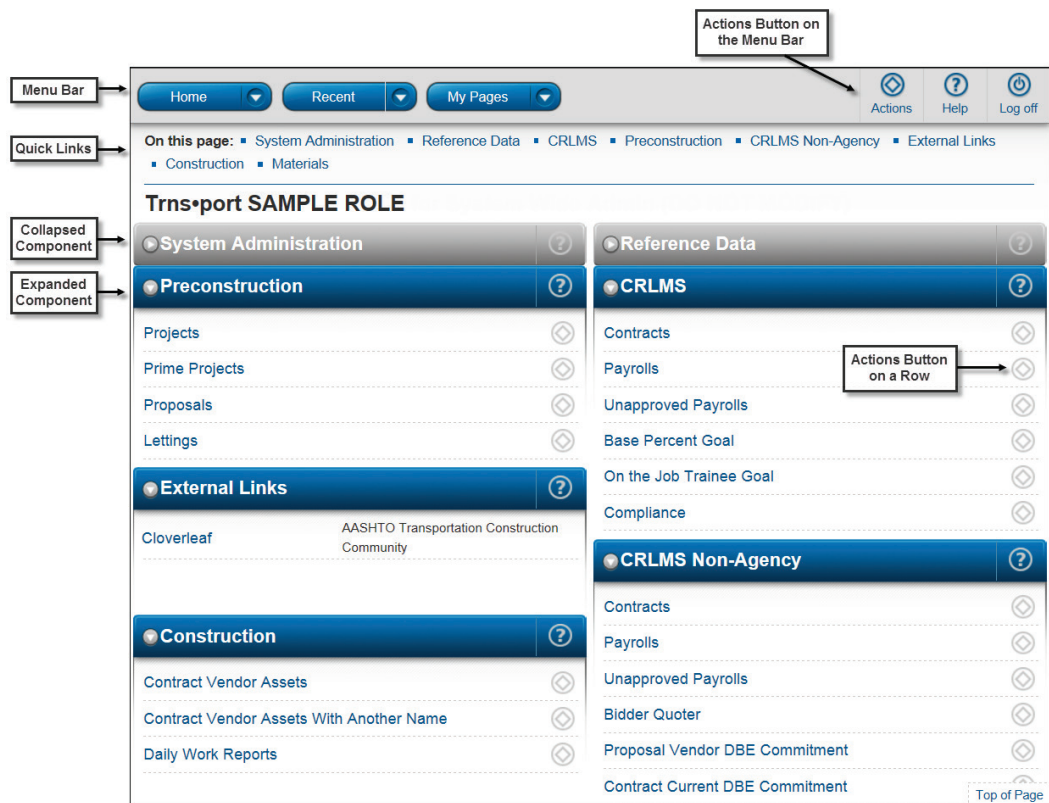 Actions Button on
the Menu Bar
Menu Bar
Home
Recent
My Pages
Actions
Help
Log off
Quick Links
On this page: ▪ System Administration ▪ Reference Data ▪ CRLMS ▪ Preconstruction ▪ CRLMS Non-Agency ▪ External Links
▪ Construction ▪ Materials
Trns•port SAMPLE ROLE
Collapsed
Component
System Administration ?
Expanded
Component
Preconstruction ?
Projects
Prime Projects
Proposals
Lettings
External Links ?
Cloverleaf
AASHTO Transportation Construction
Community
Construction ?
Contract Vendor Assets
Contract Vendor Assets With Another Name
Daily Work Reports
Reference Data ?
CRLMS ?
Contracts
Payrolls
Actions Button
on a Row
Unapproved Payrolls
Base Percent Goal
On the Job Trainee Goal
Compliance
CRLMS Non-Agency ?
Contracts
Payrolls
Unapproved Payrolls
Bidder Quoter
Proposal Vendor DBE Commitment
Contract Current DBE Commitment
Top of Page